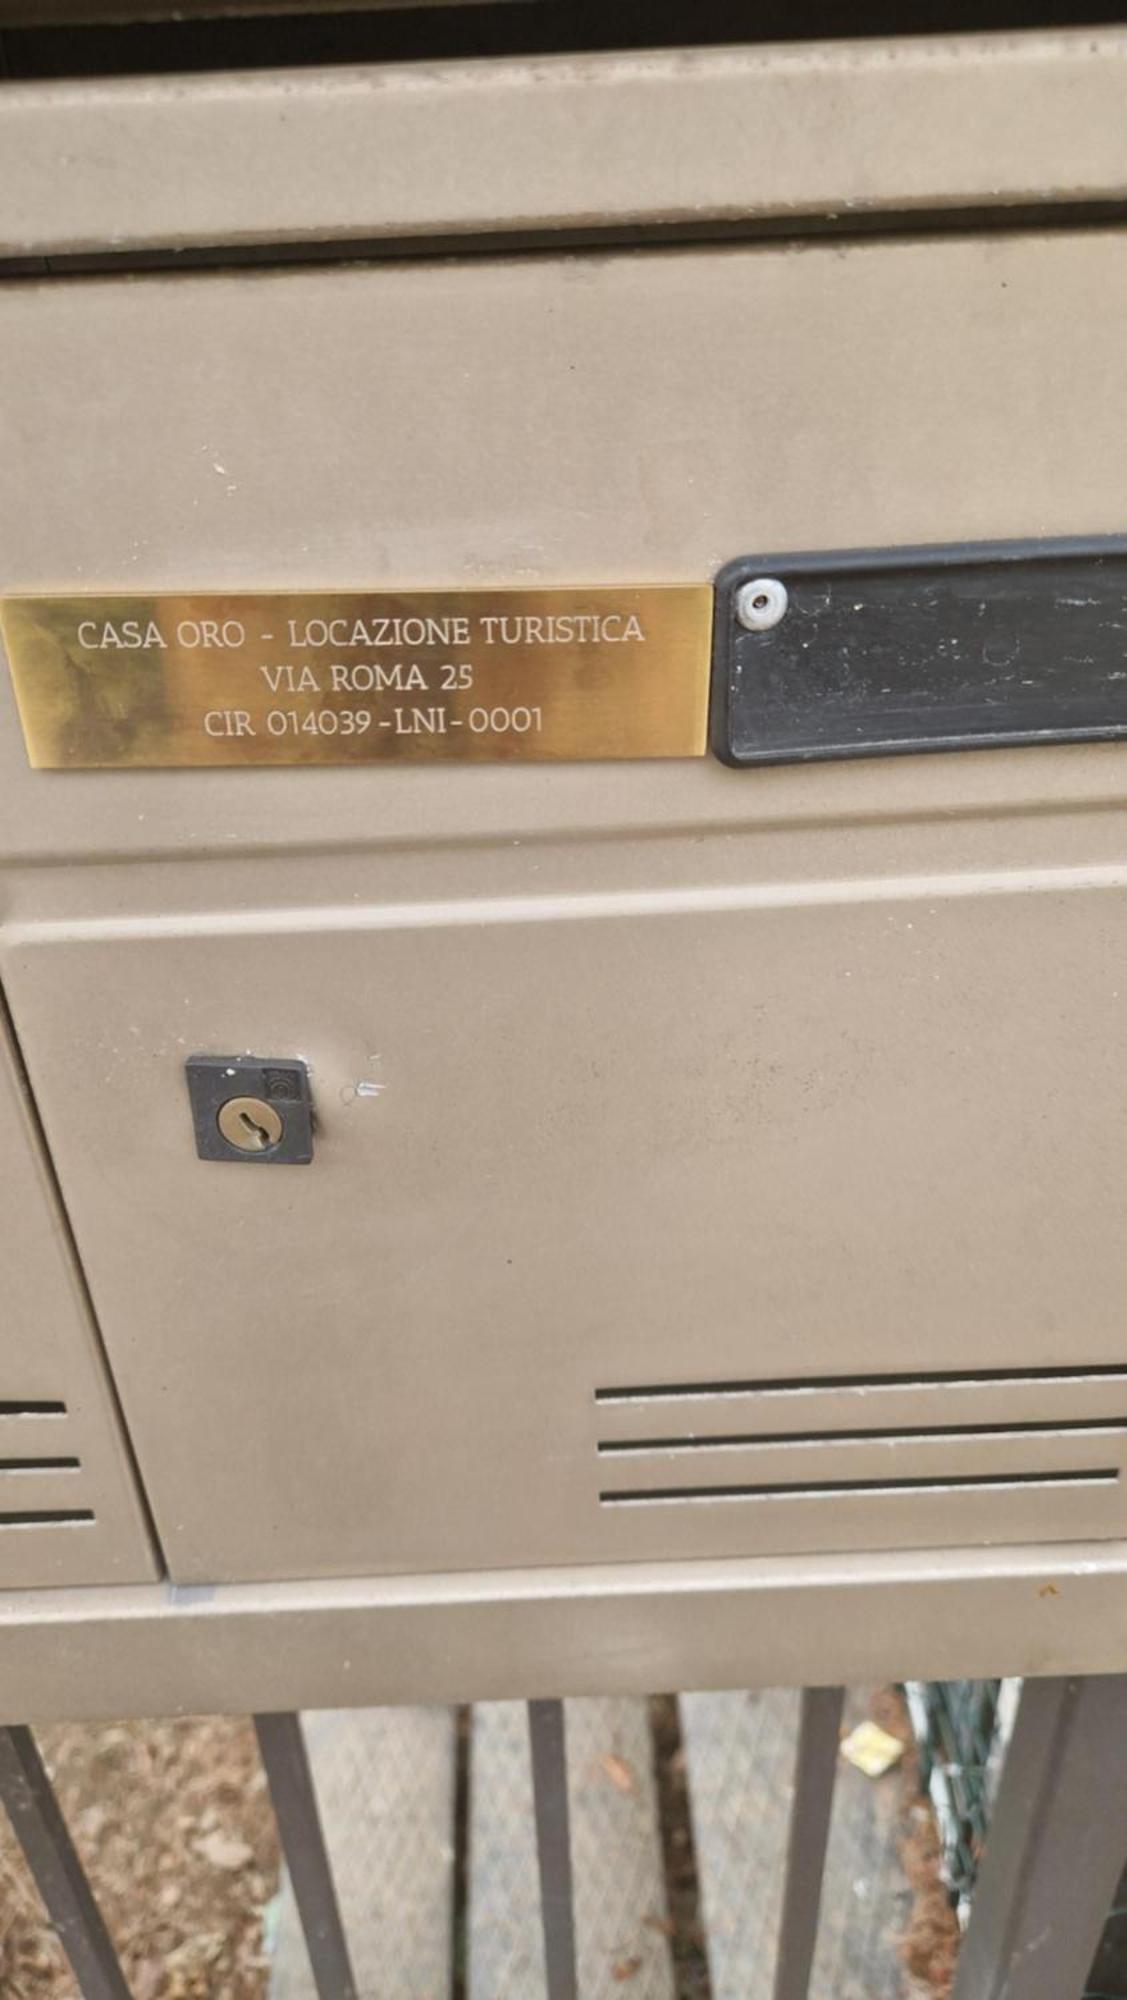 CASA ORO - LOCAZIONE TURISTICA
VIA ROMA 25
CIR 014039-LNI-0001